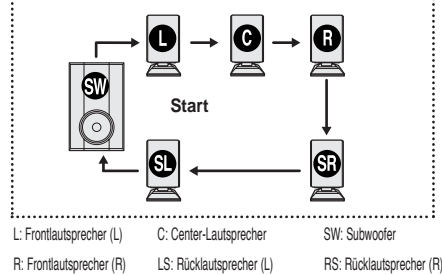 L C R
SW
Start
SL SR
L: Frontlautsprecher (L) C: Center-Lautsprecher SW: Subwoofer
R: Frontlautsprecher (R) LS: Rücklautsprecher (L) RS: Rücklautsprecher (R)